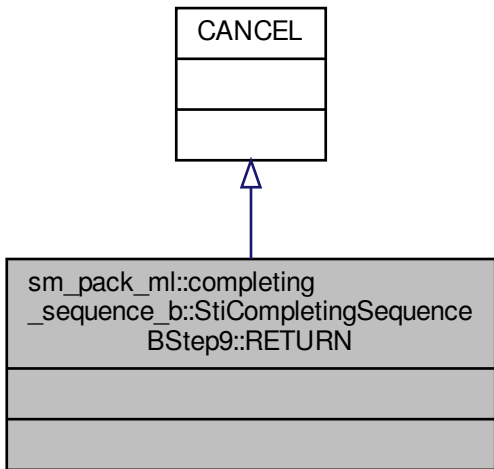 CANCEL
sm_pack_ml::completing
_sequence_b::StiCompletingSequence
BStep9::RETURN